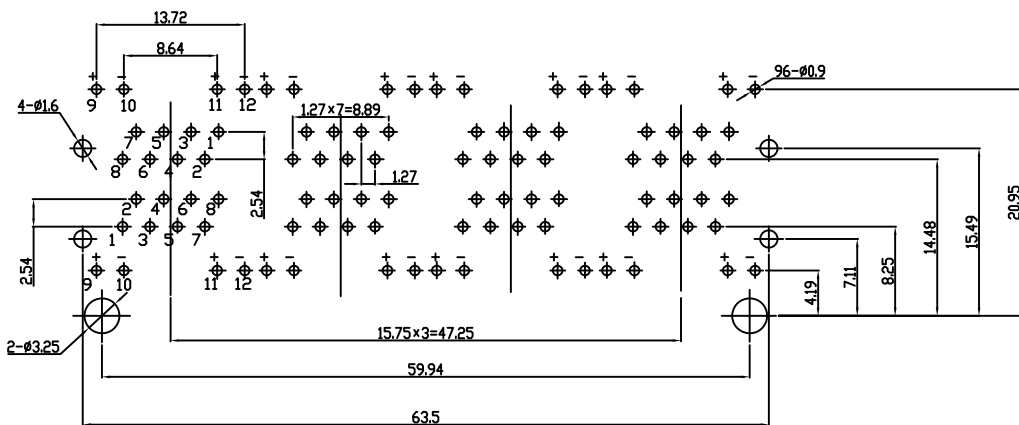 13.72
8.64
+ - + - + - + - + - + -
9 10 11 12
96-ø0.9
4-ø1.6
1.27×7=8.89
7 5 3 1
8 6 4 2
2.54
1.27
2 4 6 8
1 3 5 7
2.54
20.95
15.49
14.48
8.25
7.11
4.19
+ - + - + - + - + - + -
9 10 11 12
2-ø3.25
15.75×3=47.25
59.94
63.5